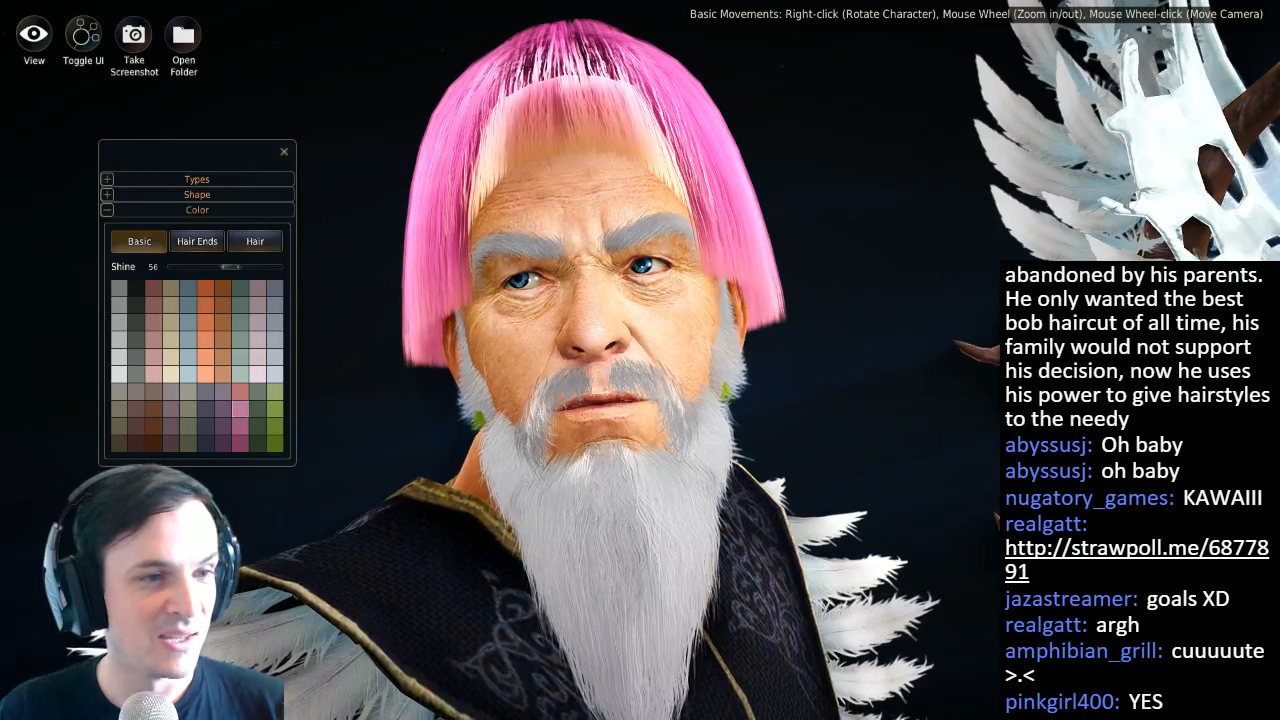 Basic Movements: Right-click (Rotate Character), Mouse Wheel (Zoom in/out), Mouse Wheel-click (Move Camera)
View
Toggle UI
Take
Screenshot
Open
Folder
Types
Shape
Color
Basic
Hair Ends
Hair
Shine 56
abandoned by his parents.
He only wanted the best
bob haircut of all time, his
family would not support
his decision, now he uses
his power to give hairstyles
to the needy
abyssusj: Oh baby
abyssusj: oh baby
nugatory_games: KAWAIII
realgatt:
http://strawpoll.me/68778
91
jazastreamer: goals XD
realgatt: argh
amphibian_grill: cuuuuute
>.<
pinkgirl400: YES